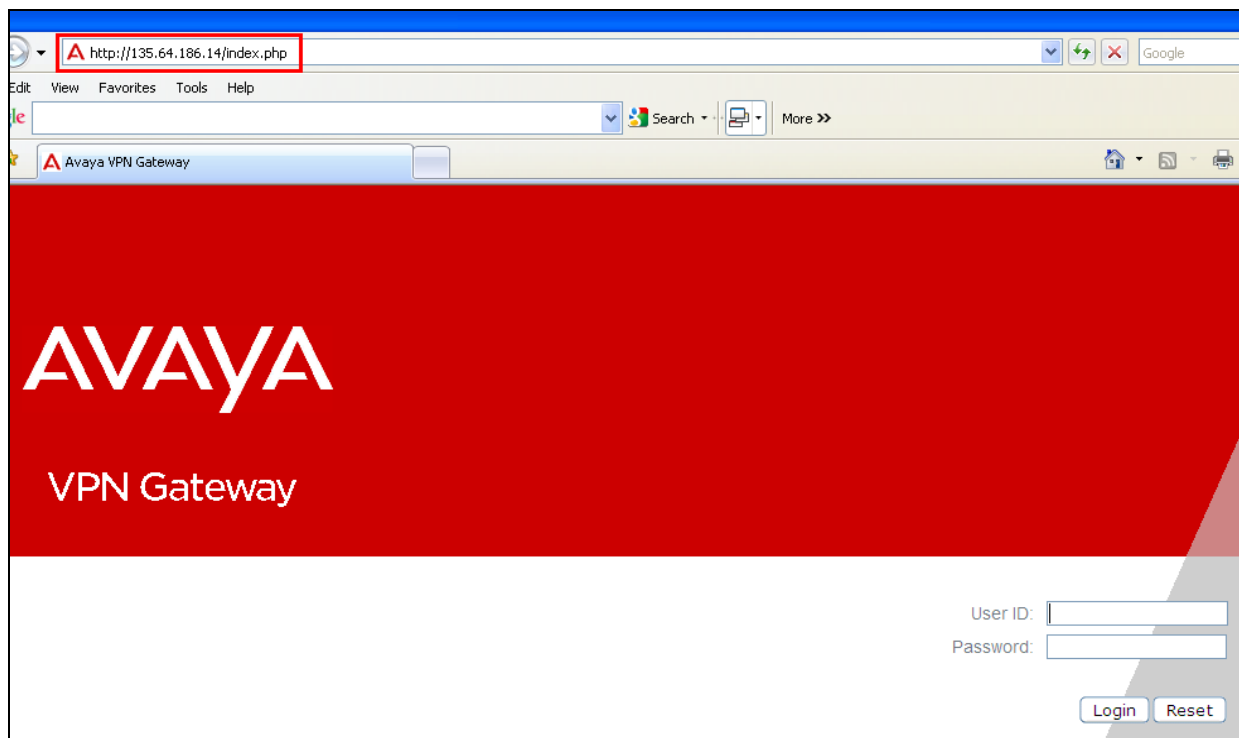 http://135.64.186.14/index.php
Google
Edit View Favorites Tools Help
Search
More >>
Avaya VPN Gateway
AVAYA
VPN Gateway
User ID:
Password:
Login Reset